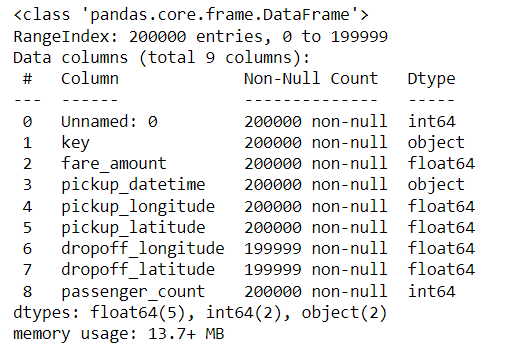 <class 'pandas.core.frame.DataFrame'>
RangeIndex: 200000 entries, 0 to 199999
Data columns (total 9 columns):
 #   Column             Non-Null Count   Dtype
---  ------             --------------   -----
 0   Unnamed: 0         200000 non-null  int64
 1   key                200000 non-null  object
 2   fare_amount        200000 non-null  float64
 3   pickup_datetime    200000 non-null  object
 4   pickup_longitude   200000 non-null  float64
 5   pickup_latitude    200000 non-null  float64
 6   dropoff_longitude  199999 non-null  float64
 7   dropoff_latitude   199999 non-null  float64
 8   passenger_count    200000 non-null  int64
dtypes: float64(5), int64(2), object(2)
memory usage: 13.7+ MB